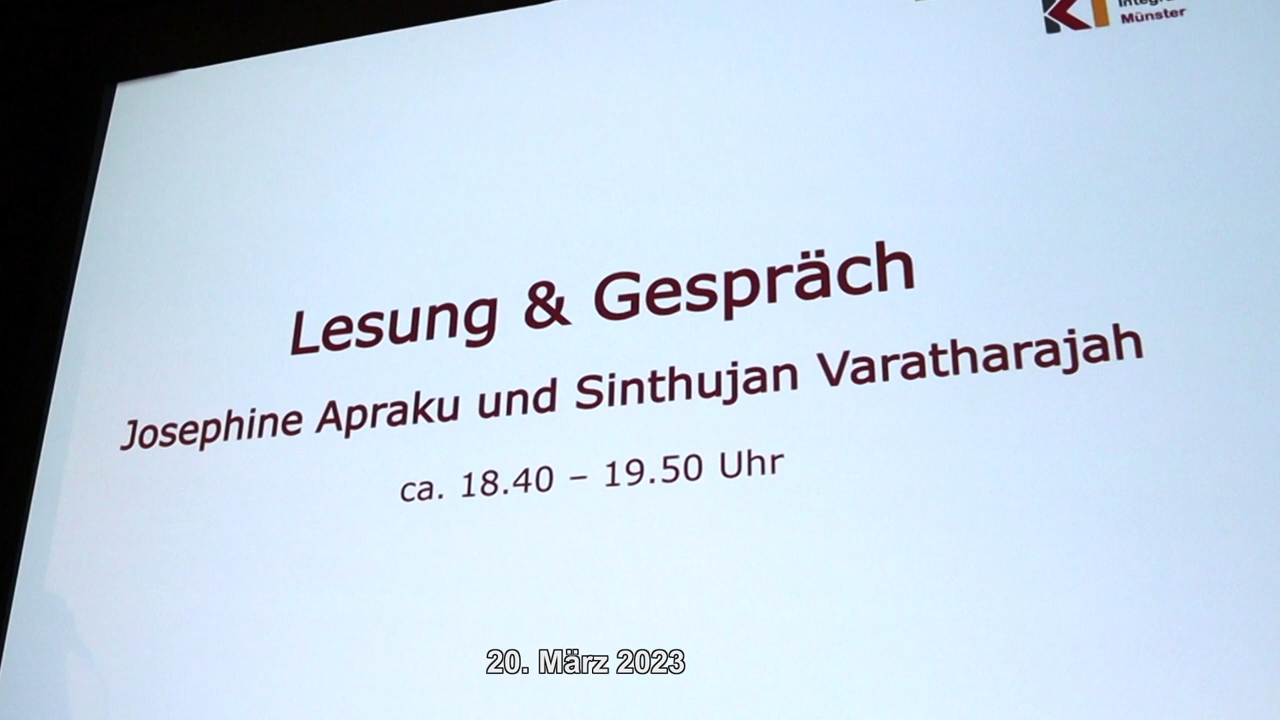 Münster
Lesung & Gespräch
Josephine Apraku und Sinthujan Varatharajah
ca. 18.40 – 19.50 Uhr
20. März 2023